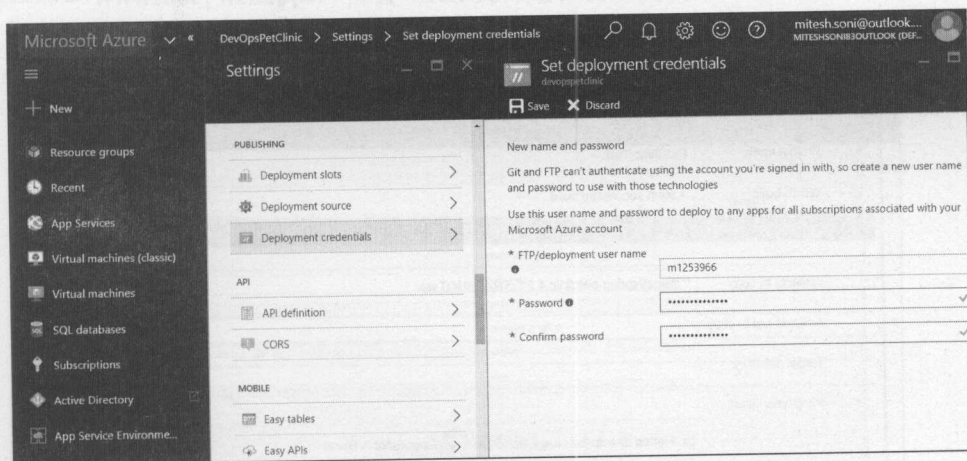 Microsoft Azure
DevOpsPetClinic > Settings > Set deployment credentials
mitesh.soni@outlook....
MITESHSONI83OUTLOOK (DEF...
New
Resource groups
Recent
App Services
Virtual machines (classic)
Virtual machines
SQL databases
Subscriptions
Active Directory
App Service Environme...
Settings
PUBLISHING
Deployment slots
Deployment source
Deployment credentials
API
API definition
CORS
MOBILE
Easy tables
Easy APIs
Set deployment credentials
devopspetclinic
Save
Discard
New name and password
Git and FTP can't authenticate using the account you're signed in with, so create a new user name
and password to use with those technologies
Use this user name and password to deploy to any apps for all subscriptions associated with your
Microsoft Azure account
* FTP/deployment user name
m1253966
* Password
••••••••••••••
* Confirm password
••••••••••••••